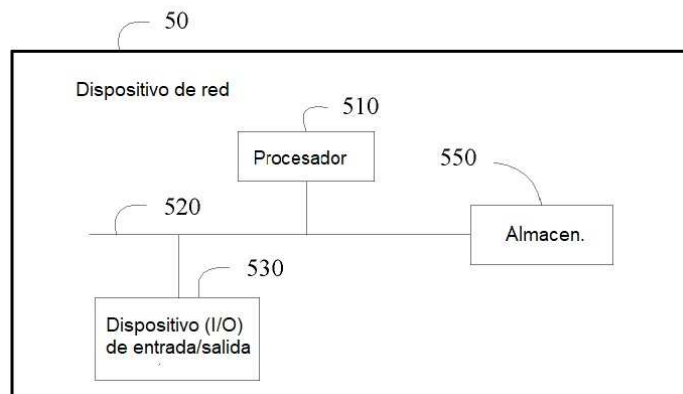 50
Dispositivo de red
510
Procesador
550
Almacen.
520
530
Dispositivo (I/O)
de entrada/salida